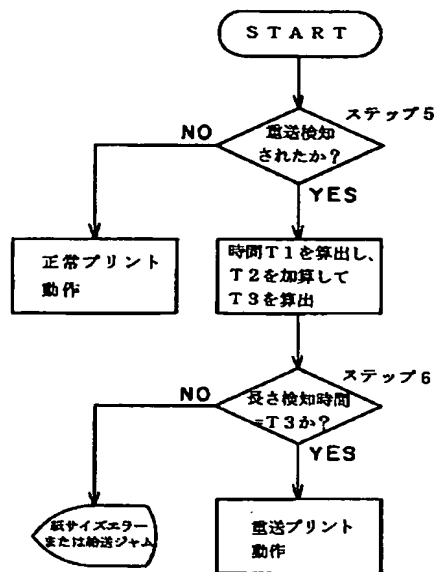 START
ステップ5
重送検知
されたか?
NO
YES
正常プリント
動作
時間T1を算出し、
T2を加算して
T3を算出
ステップ6
長さ検知時間
=T3か?
NO
YES
紙サイズエラー
または給送ジャム
重送プリント
動作